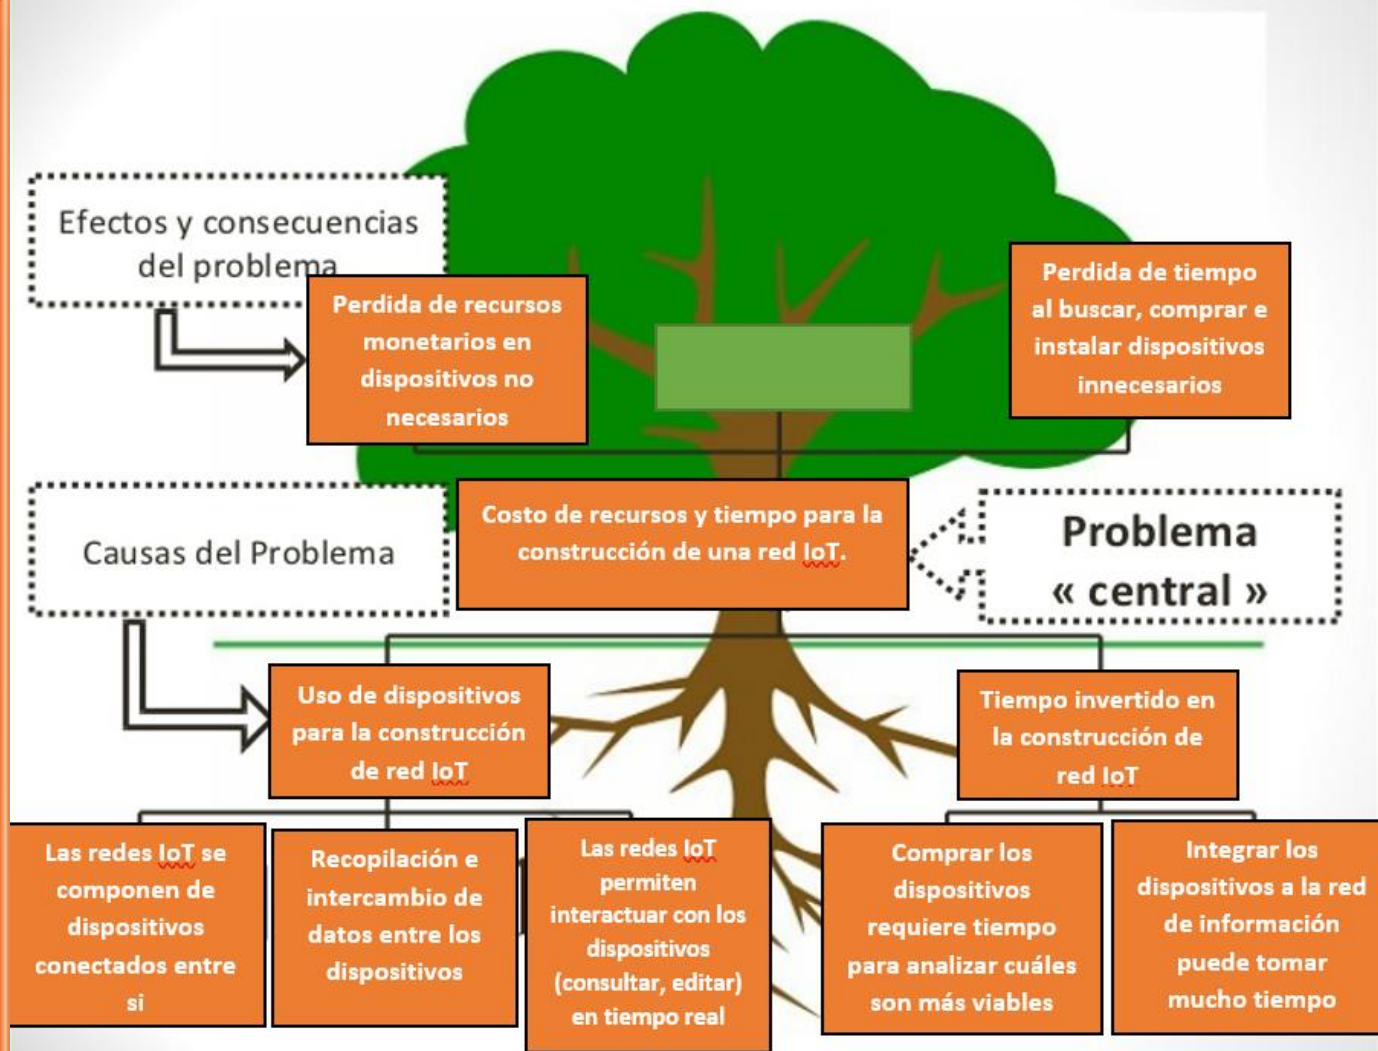 Efectos y consecuencias
del problema
Perdida de recursos
monetarios en
dispositivos no
necesarios
Perdida de tiempo
al buscar, comprar e
instalar dispositivos
innecesarios
Causas del Problema
Costo de recursos y tiempo para la
construcción de una red IoT.
Problema
« central »
Uso de dispositivos
para la construcción
de red IoT
Tiempo invertido en
la construcción de
red IoT
Las redes IoT se
componen de
dispositivos
conectados entre
si
Recopilación e
intercambio de
datos entre los
dispositivos
Las redes IoT
permiten
interactuar con los
dispositivos
(consultar, editar)
en tiempo real
Comprar los
dispositivos
requiere tiempo
para analizar cuáles
son más viables
Integrar los
dispositivos a la red
de información
puede tomar
mucho tiempo